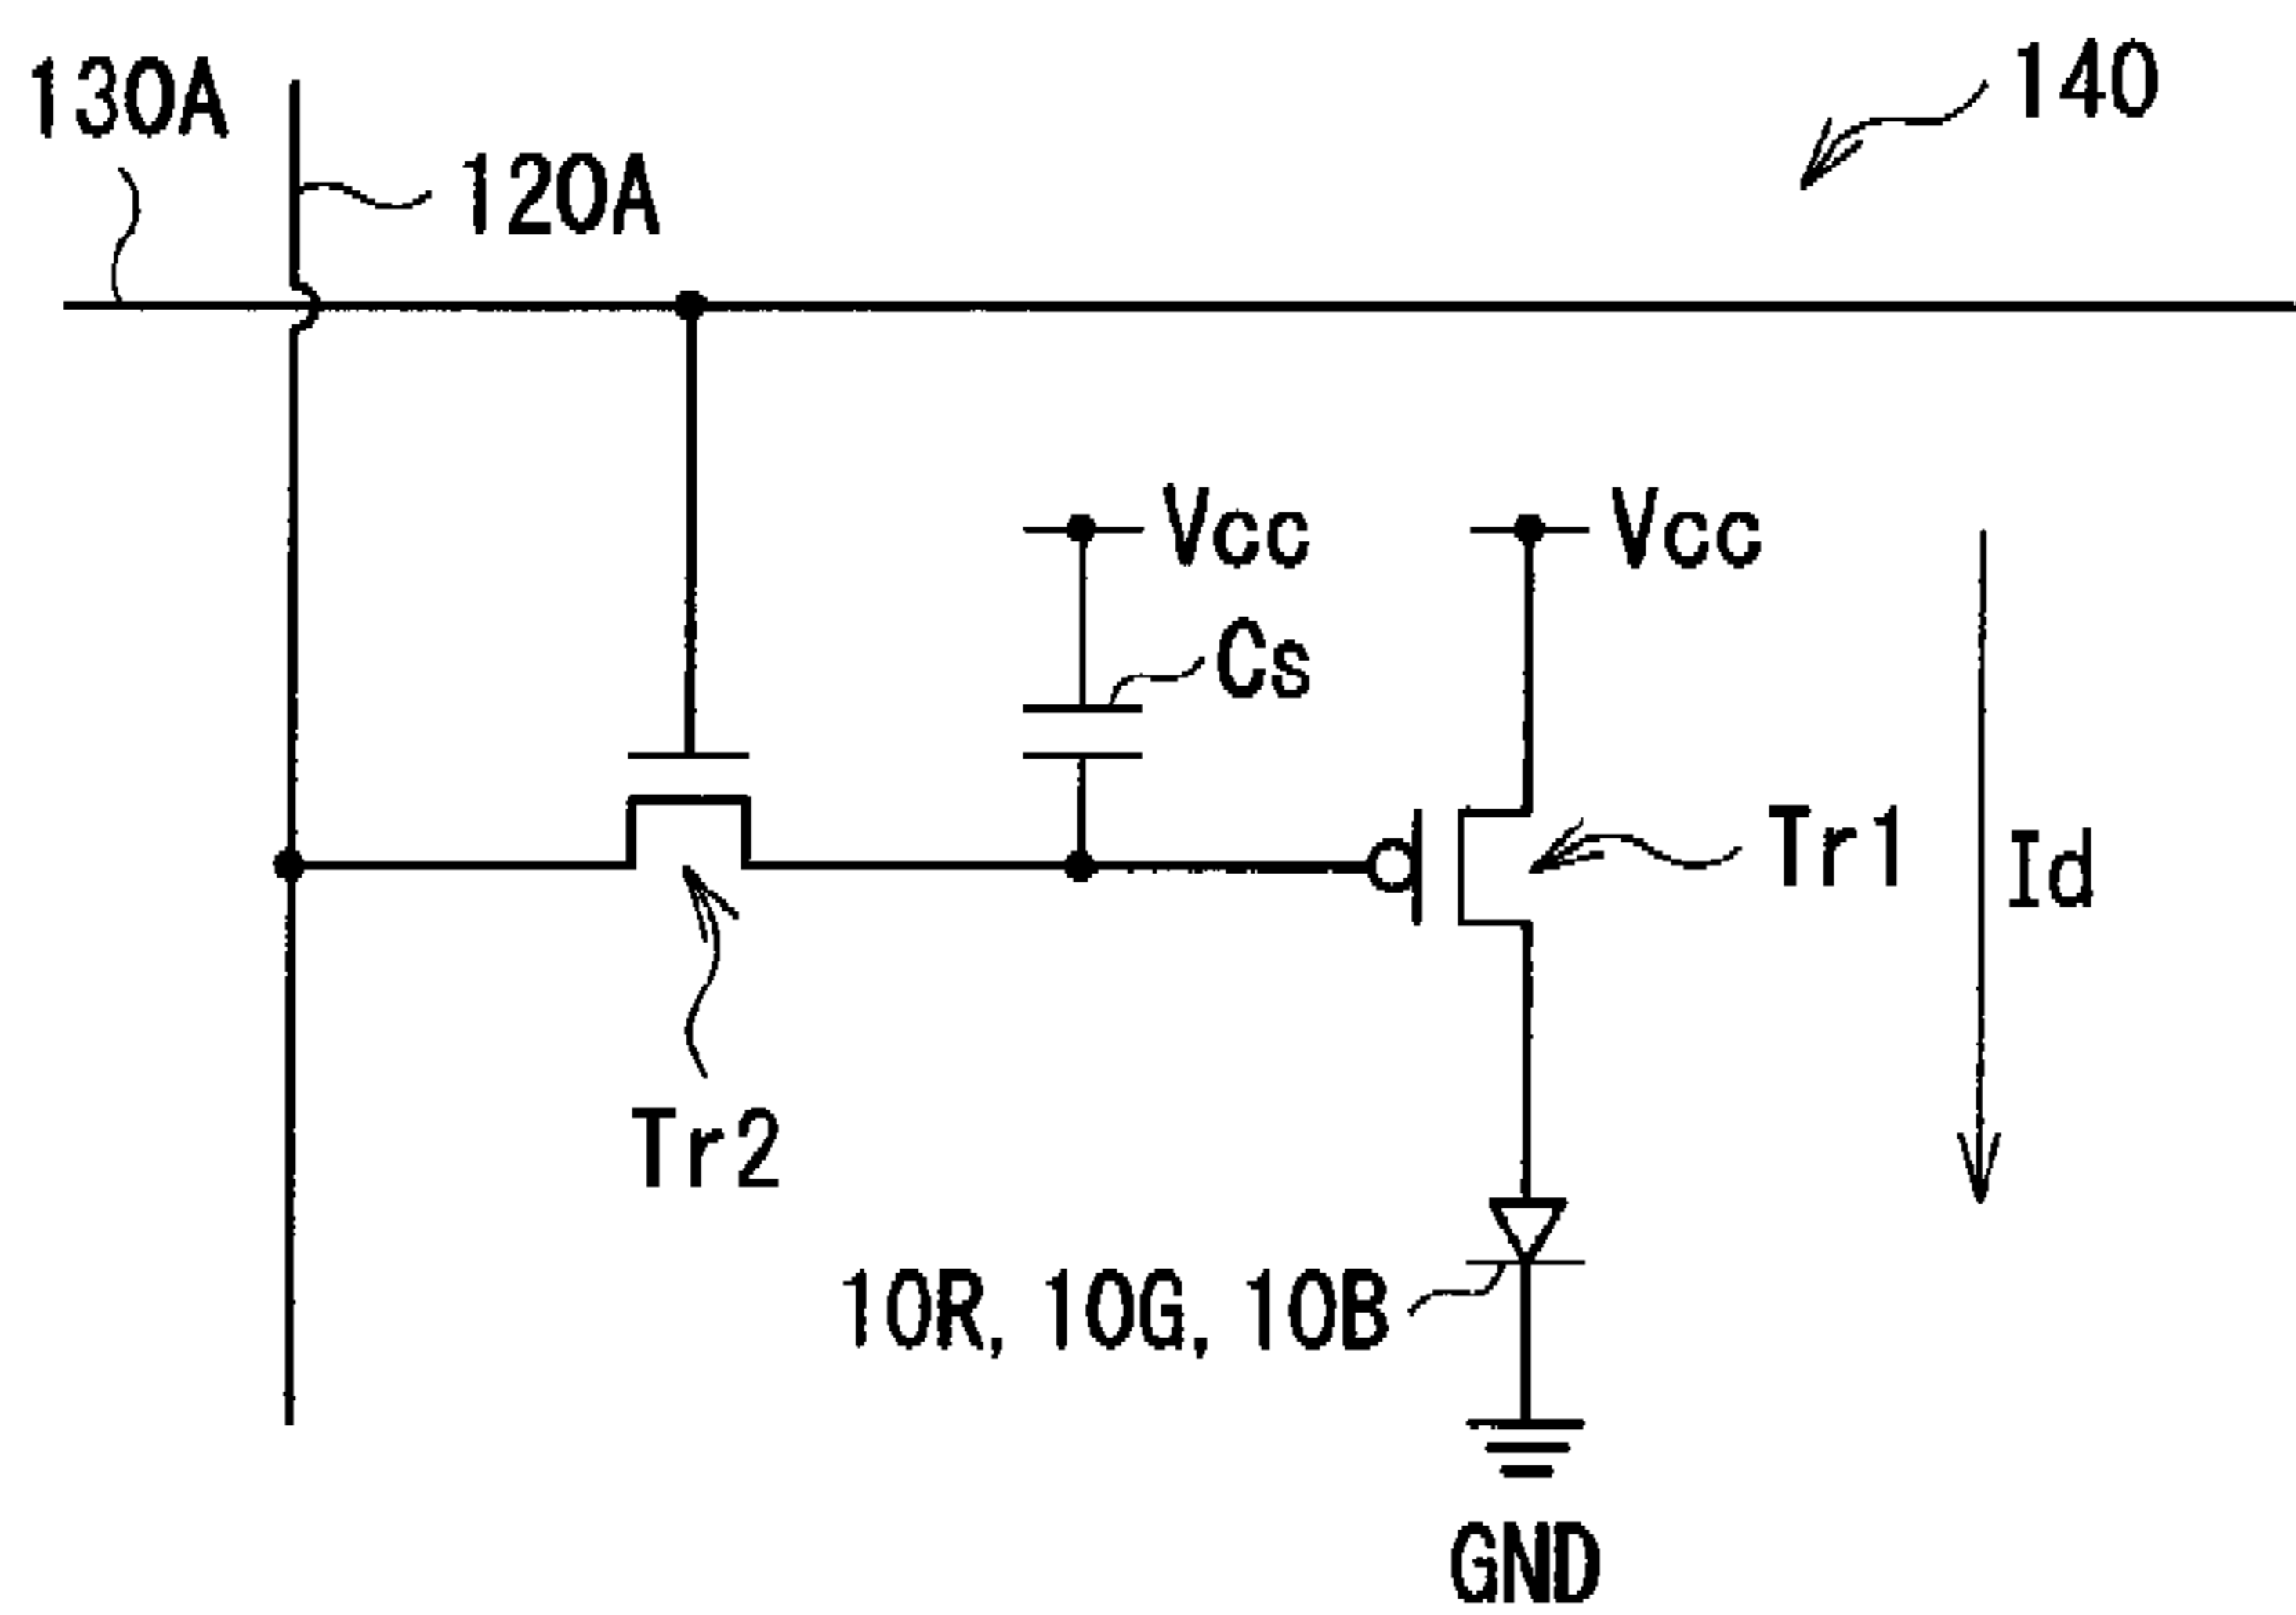 130A
140
120A
Vcc
Vcc
Cs
Tr1
Id
Tr2
10R, 10G, 10B
GND